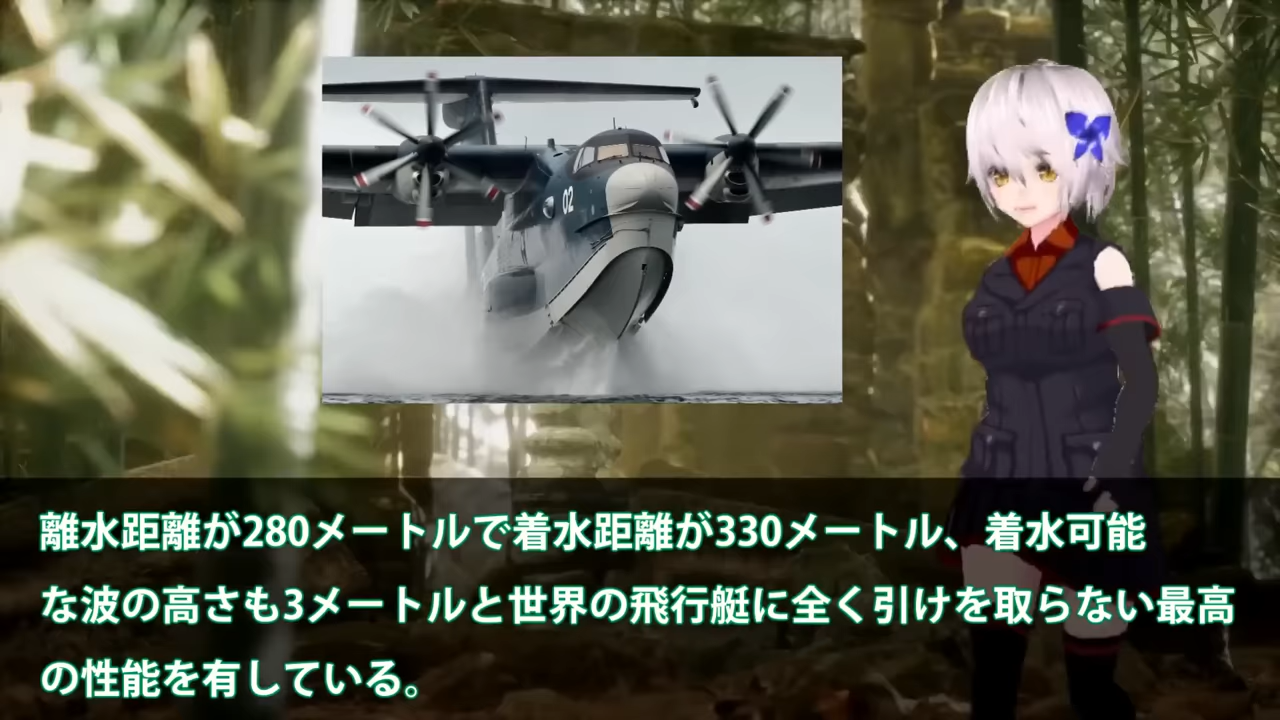 02
離水距離が280メートルで着水距離が330メートル、着水可能
な波の高さも3メートルと世界の飛行艇に全く引けを取らない最高
の性能を有している。